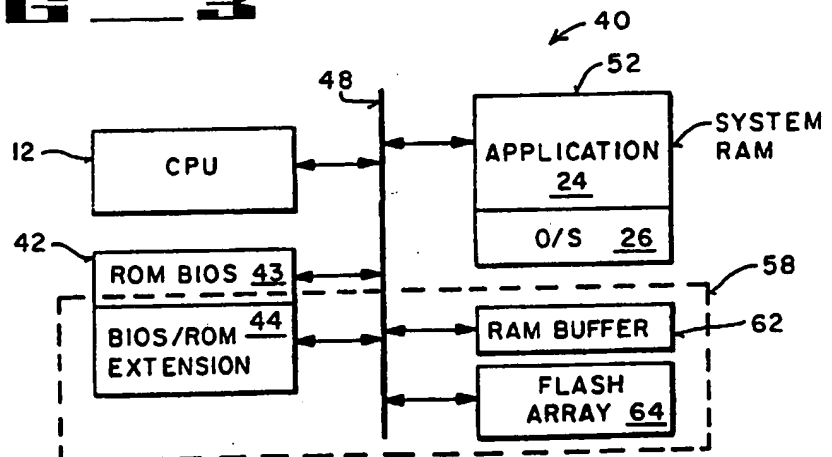 40
52
48
SYSTEM
RAM
12
CPU
APPLICATION
24
O/S 26
42
ROM BIOS 43
58
BIOS/ROM 44
EXTENSION
RAM BUFFER
62
FLASH
ARRAY 64